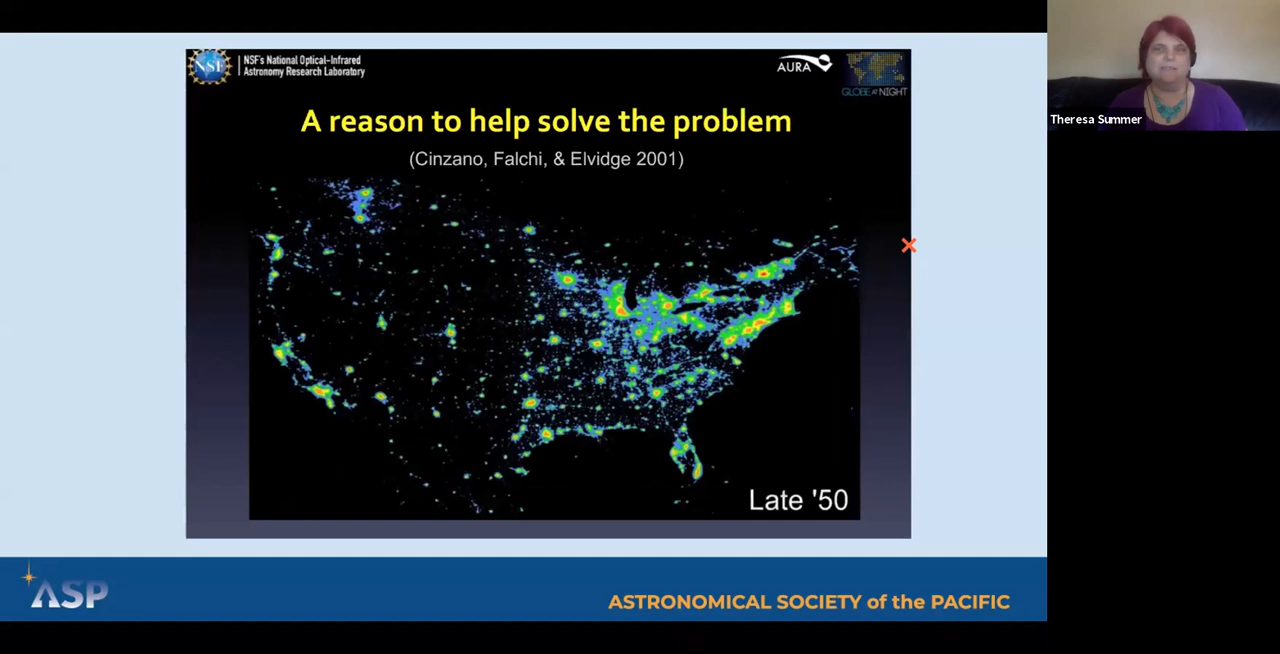 NSF
NSF's National Optical–Infrared
Astronomy Research Laboratory
AURA
GLOBE AT NIGHT
A reason to help solve the problem
(Cinzano, Falchi, & Elvidge 2001)
Late '50
Theresa Summer
ASP
ASTRONOMICAL SOCIETY of the PACIFIC